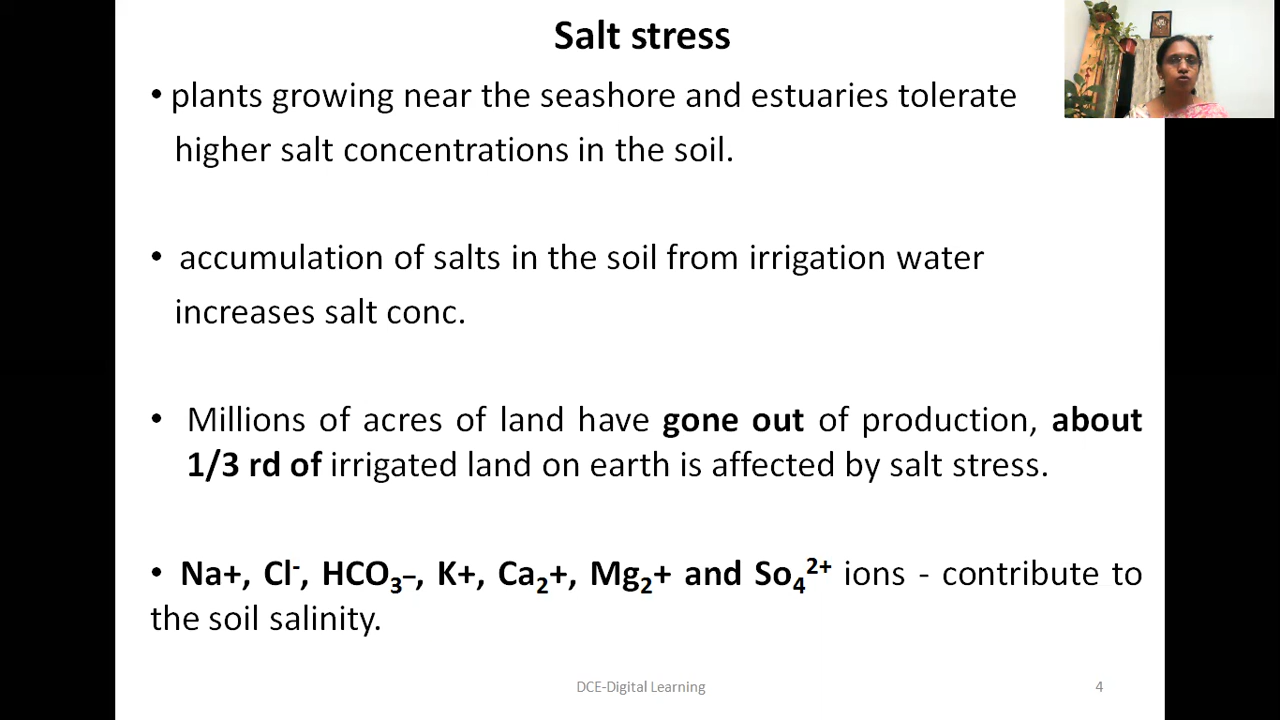 Salt stress
• plants growing near the seashore and estuaries tolerate
higher salt concentrations in the soil.
• accumulation of salts in the soil from irrigation water
increases salt conc.
• Millions of acres of land have gone out of production, about
1/3 rd of irrigated land on earth is affected by salt stress.
• Na+, Cl⁻, HCO₃–, K+, Ca₂+, Mg₂+ and So₄²⁺ ions - contribute to
the soil salinity.
DCE-Digital Learning
4